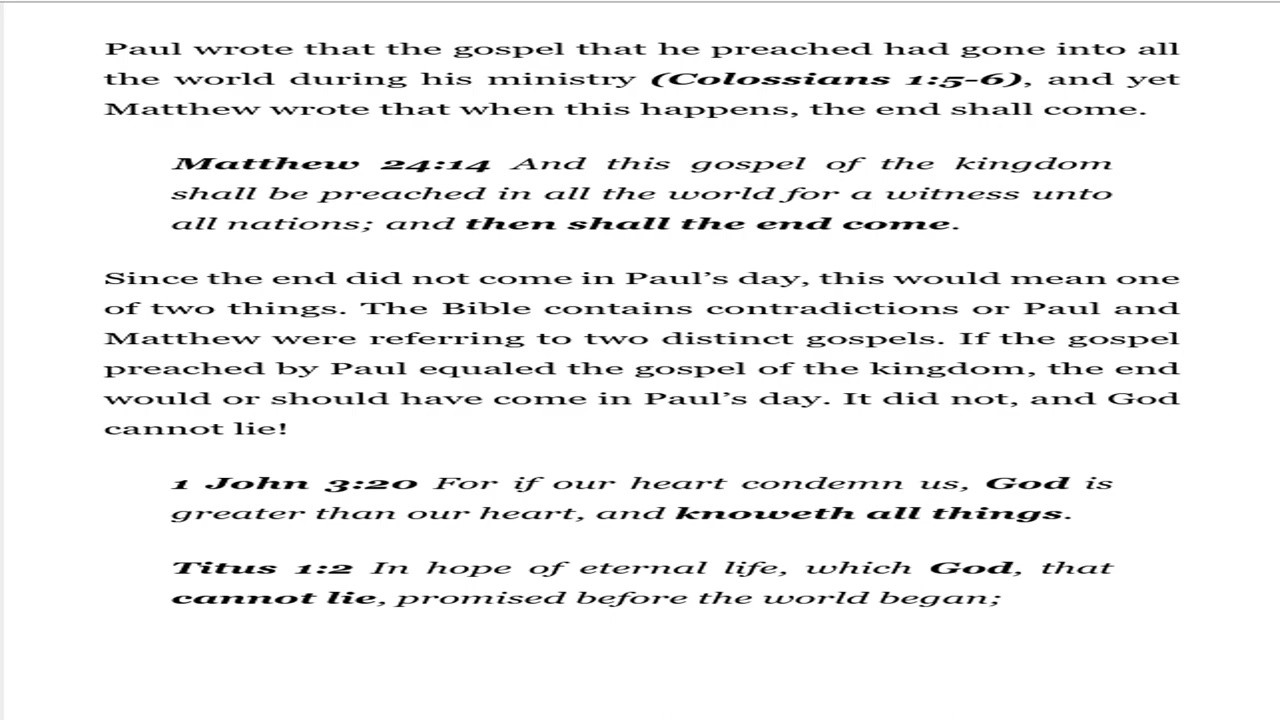 Paul wrote that the gospel that he preached had gone into all
the world during his ministry (Colossians 1:5-6), and yet
Matthew wrote that when this happens, the end shall come.
Matthew 24:14 And this gospel of the kingdom
shall be preached in all the world for a witness unto
all nations; and then shall the end come.
Since the end did not come in Paul’s day, this would mean one
of two things. The Bible contains contradictions or Paul and
Matthew were referring to two distinct gospels. If the gospel
preached by Paul equaled the gospel of the kingdom, the end
would or should have come in Paul’s day. It did not, and God
cannot lie!
1 John 3:20 For if our heart condemn us, God is
greater than our heart, and knoweth all things.
Titus 1:2 In hope of eternal life, which God, that
cannot lie, promised before the world began;